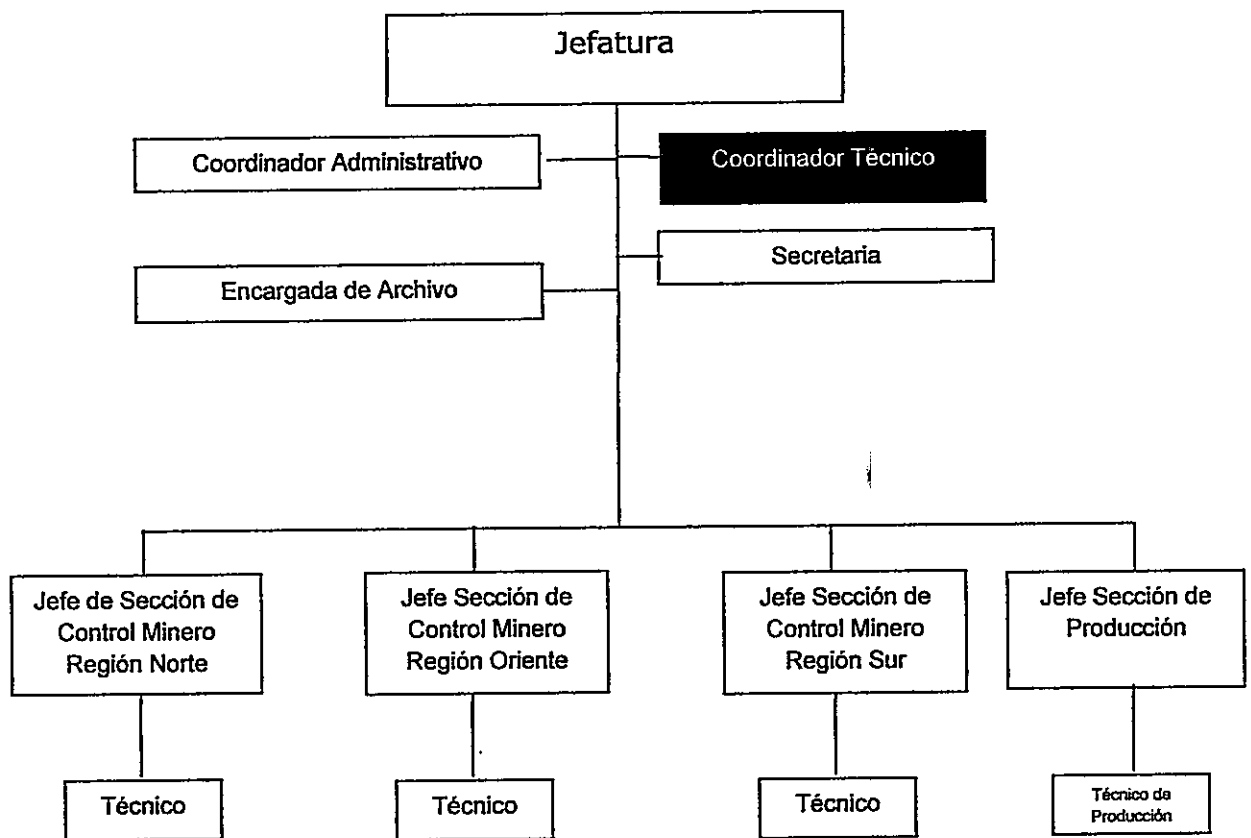 Jefatura
Coordinador Administrativo
Coordinador Técnico
Secretaria
Encargada de Archivo
Jefe de Sección de
Control Minero
Región Norte
Jefe Sección de
Control Minero
Región Oriente
Jefe Sección de
Control Minero
Región Sur
Jefe Sección de
Producción
Técnico
Técnico
Técnico
Técnico de
Producción